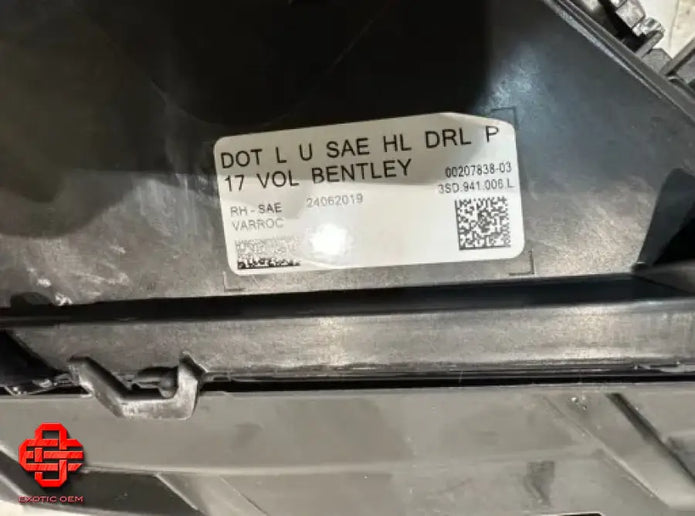 DOT L U SAE HL DRL P
17 VOL BENTLEY
00207838-03
3SD.941.006.L
RH-SAE 24062019
VARROC
EXOTIC OEM